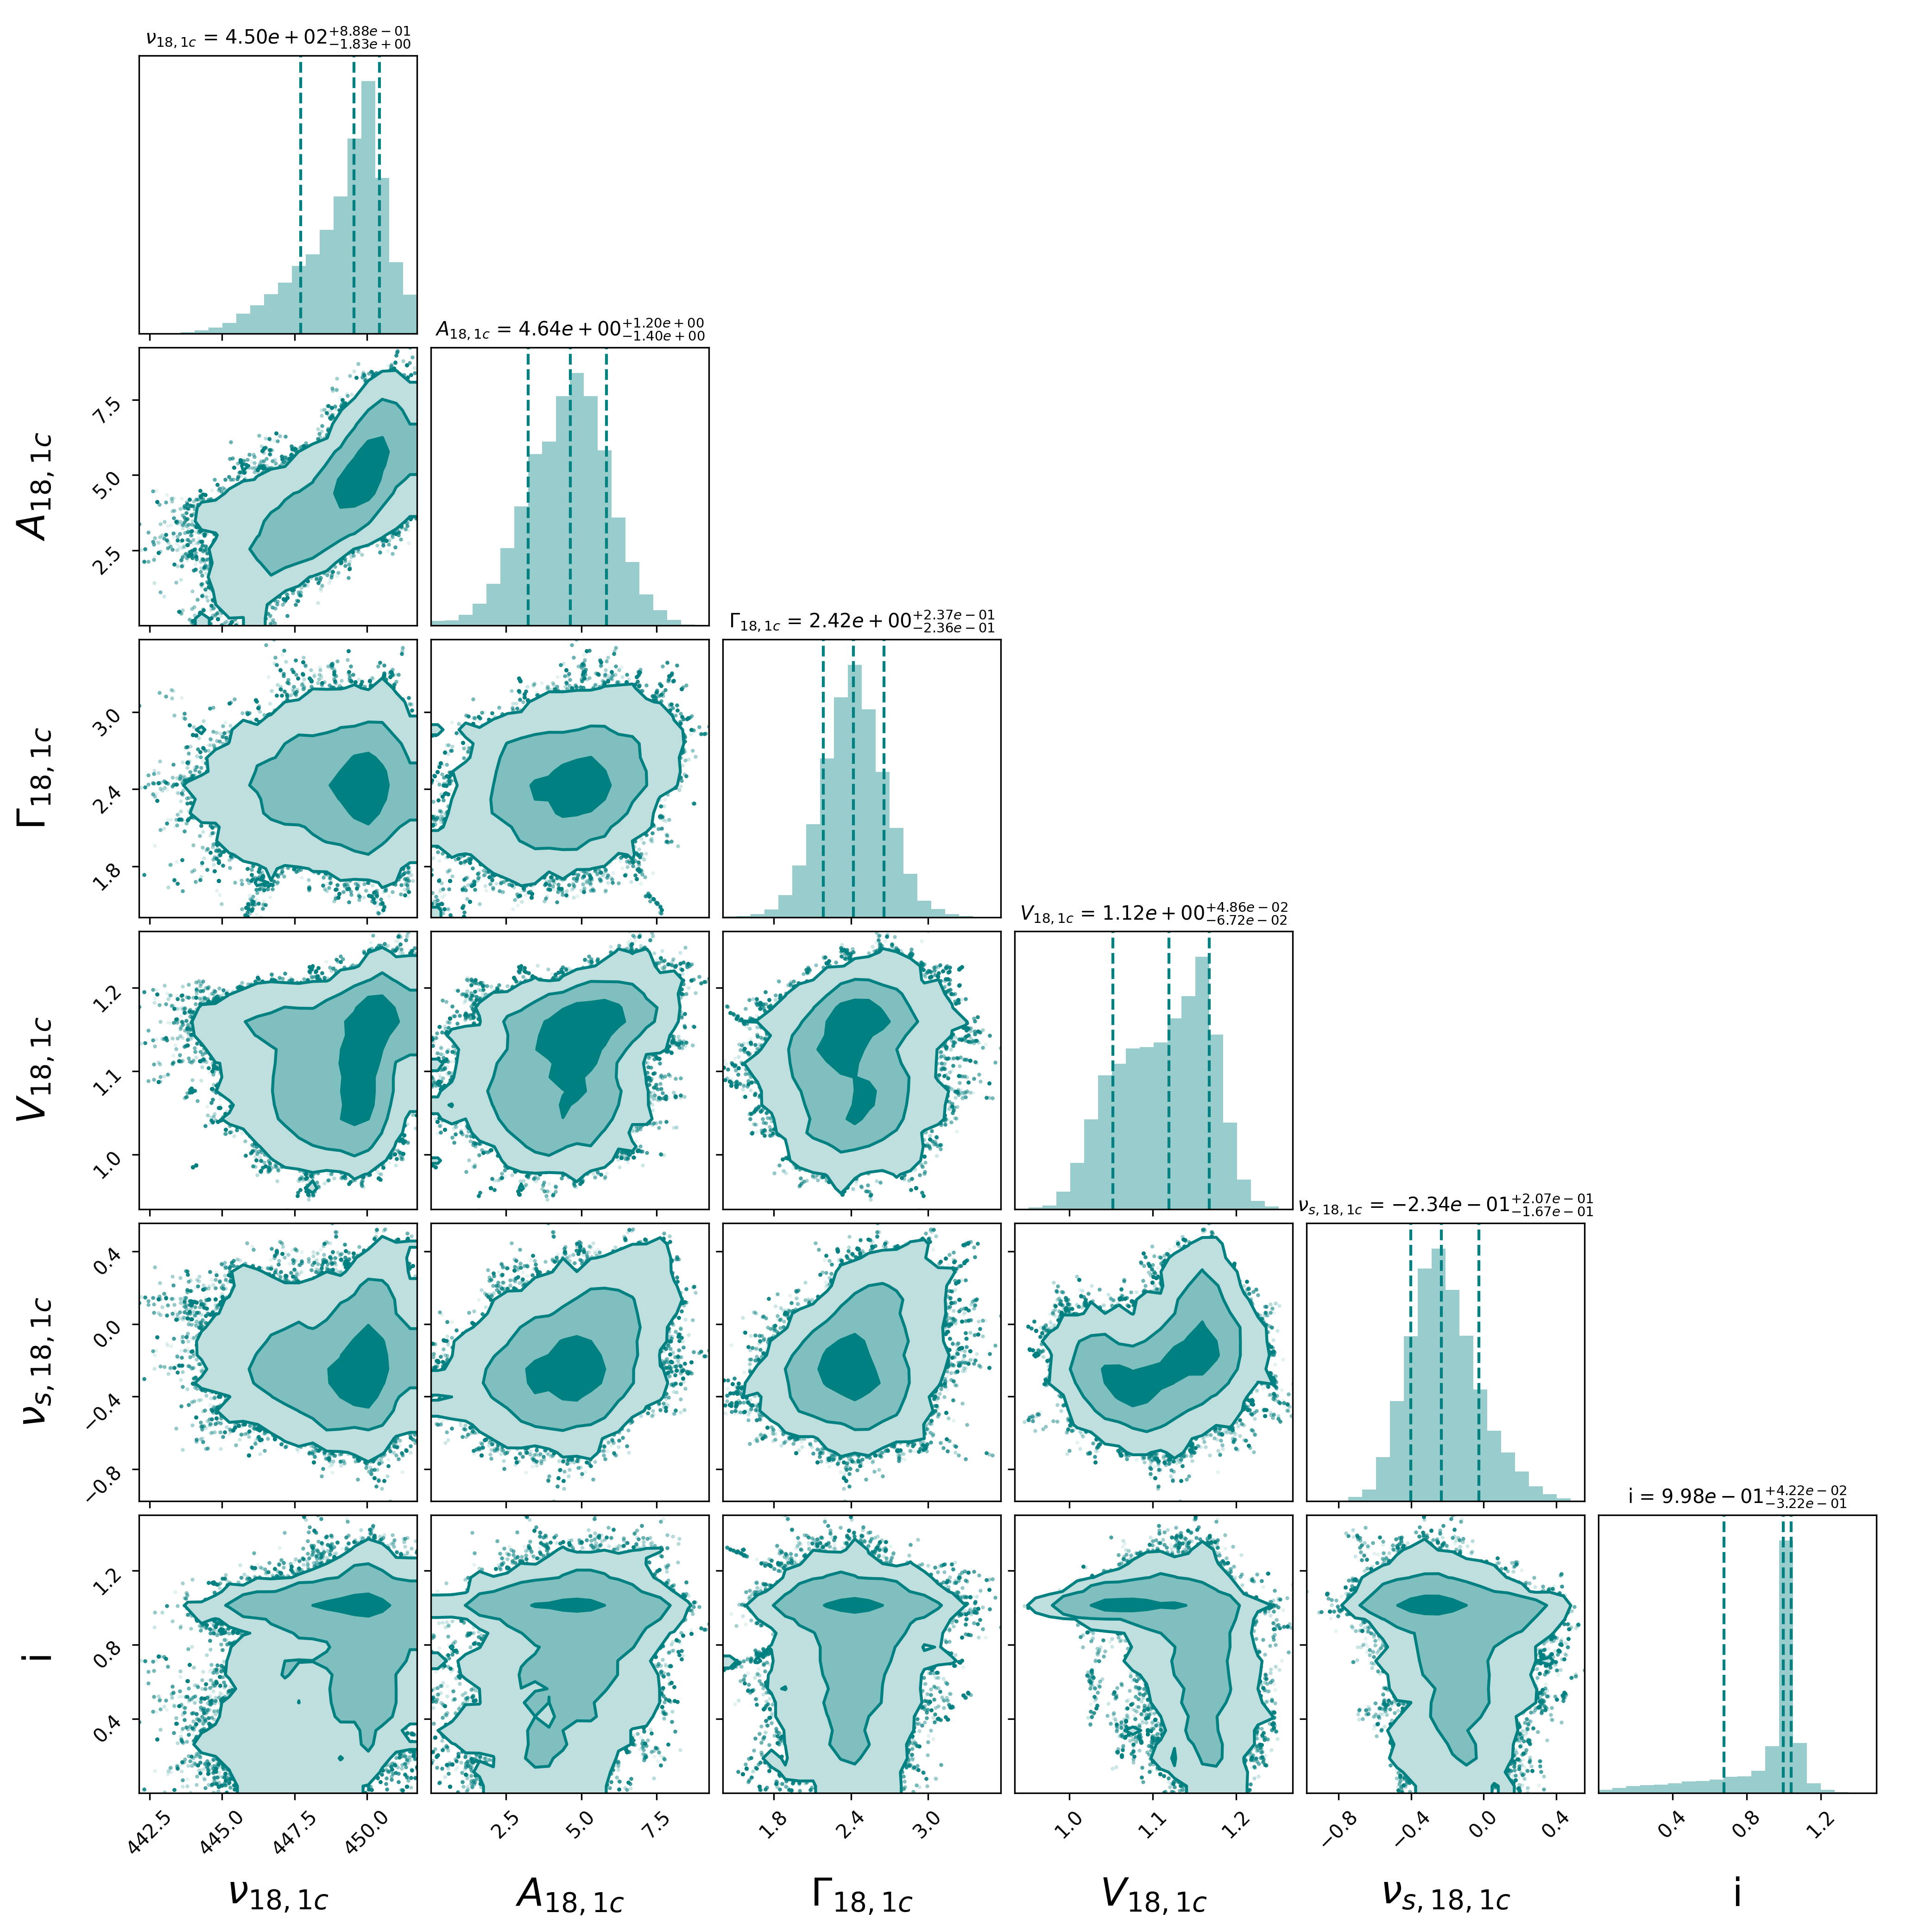 ν18,1c = 4.50e + 02 +8.88e − 01 −1.83e + 00
A18,1c = 4.64e + 00 +1.20e + 00 −1.40e + 00
A18,1c
7.5
5.0
2.5
Γ18,1c = 2.42e + 00 +2.37e − 01 −2.36e − 01
Γ18,1c
3.0
2.4
1.8
V18,1c = 1.12e + 00 +4.86e − 02 −6.72e − 02
V18,1c
1.2
1.1
1.0
νs,18,1c = −2.34e − 01 +2.07e − 01 −1.67e − 01
νs,18,1c
0.4
0.0
−0.4
−0.8
i = 9.98e − 01 +4.22e − 02 −3.22e − 01
i
1.2
0.8
0.4
442.5 445.0 447.5 450.0 2.5 5.0 7.5 1.8 2.4 3.0 1.0 1.1 1.2 −0.8 −0.4 0.0 0.4 0.4 0.8 1.2
ν18,1c A18,1c Γ18,1c V18,1c νs,18,1c i